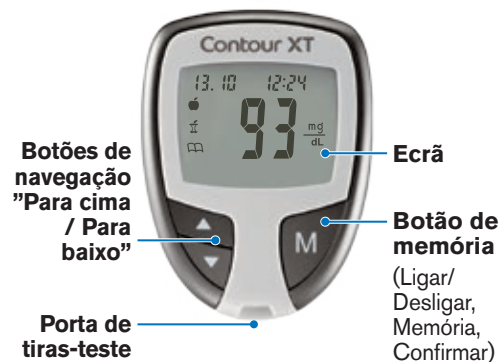 Contour XT
13. 10 12:24
93 mg/dL
Botões de
navegação
"Para cima
/ Para
baixo"
Ecrã
M
Botão de
memória
(Ligar/
Desligar,
Memória,
Confirmar)
Porta de
tiras-teste